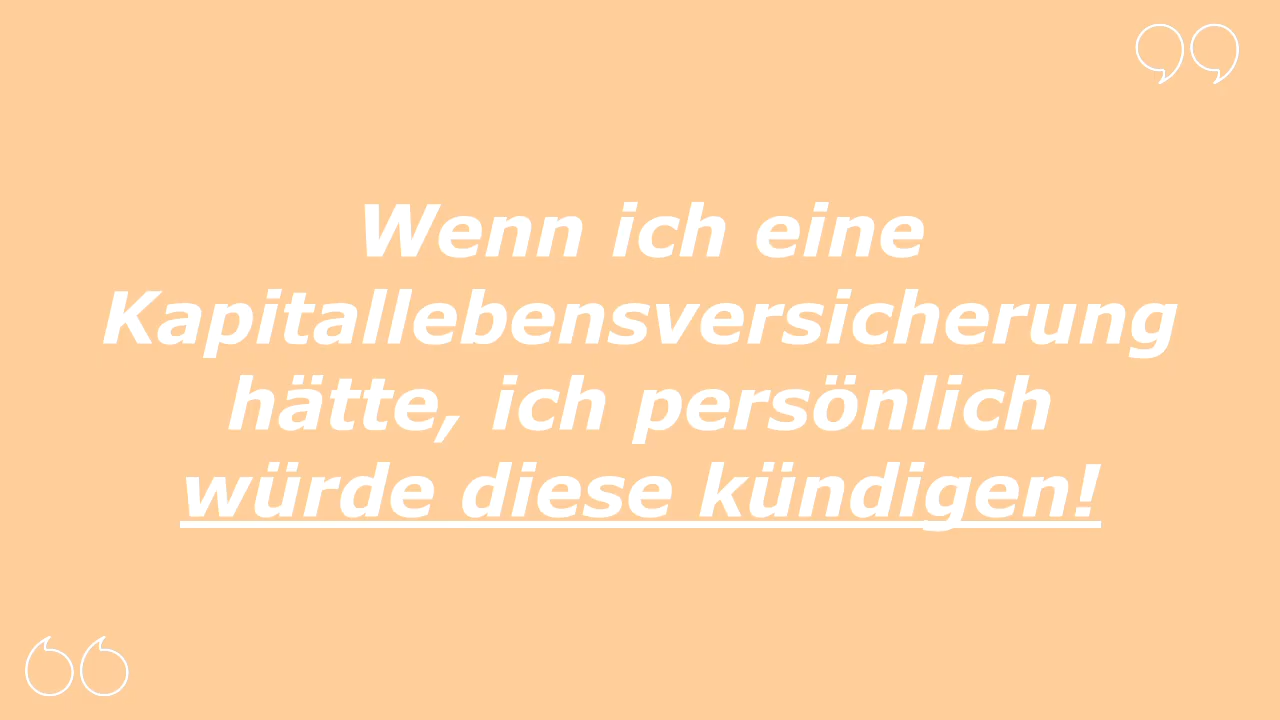 Wenn ich eine
Kapitallebensversicherung
hätte, ich persönlich
würde diese kündigen!